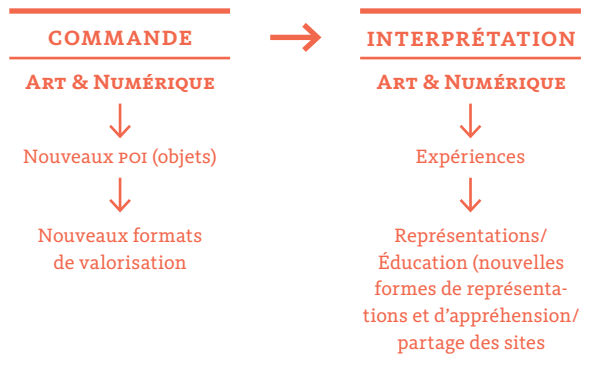 COMMANDE
ART & NUMÉRIQUE
Nouveaux POI (objets)
Nouveaux formats
de valorisation
INTERPRÉTATION
ART & NUMÉRIQUE
Expériences
Représentations/
Éducation (nouvelles
formes de représenta-
tions et d'appréhension/
partage des sites